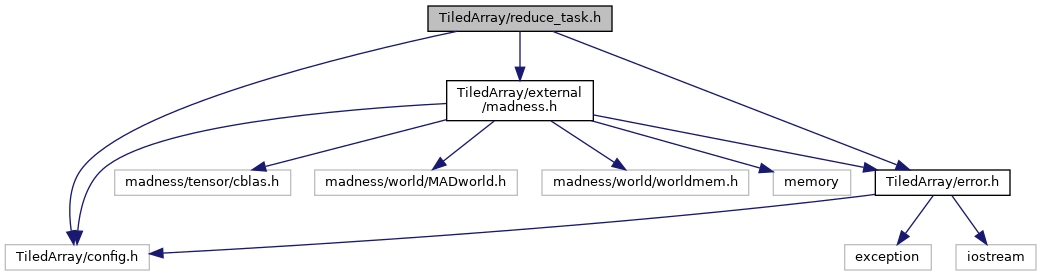 TiledArray/reduce_task.h
TiledArray/external
/madness.h
madness/tensor/cblas.h
madness/world/MADworld.h
madness/world/worldmem.h
memory
TiledArray/error.h
TiledArray/config.h
exception
iostream